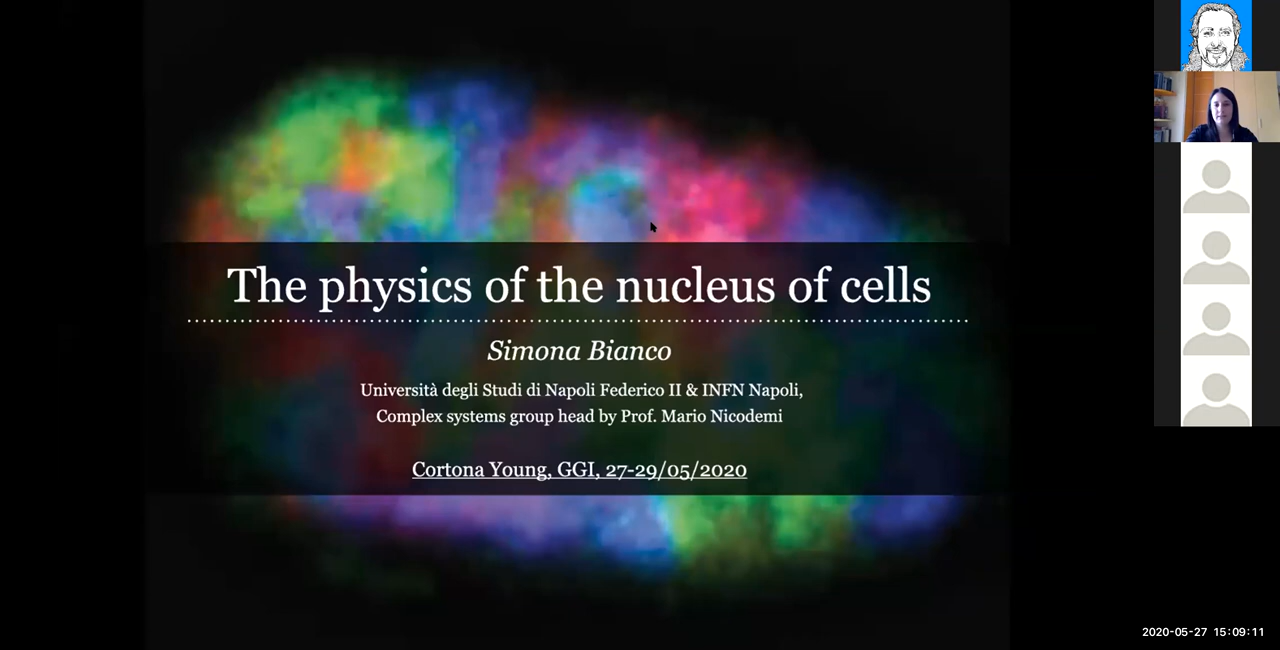 The physics of the nucleus of cells
Simona Bianco
Università degli Studi di Napoli Federico II & INFN Napoli,
Complex systems group head by Prof. Mario Nicodemi
Cortona Young, GGI, 27-29/05/2020
2020-05-27 15:09:11